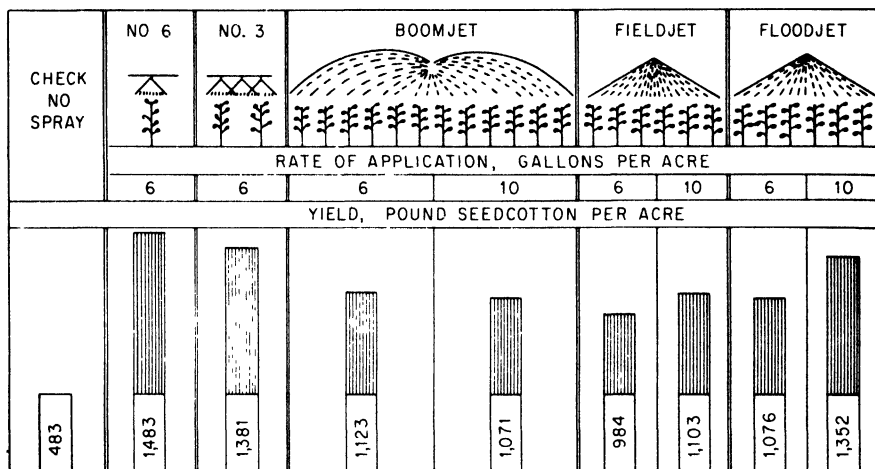 NO 6 NO. 3 BOOMJET FIELDJET FLOODJET
CHECK
NO
SPRAY
RATE OF APPLICATION, GALLONS PER ACRE
6 6 6 10 6 10 6 10
YIELD, POUND SEEDCOTTON PER ACRE
483 1,483 1,381 1,123 1,071 984 1,103 1,076 1,352